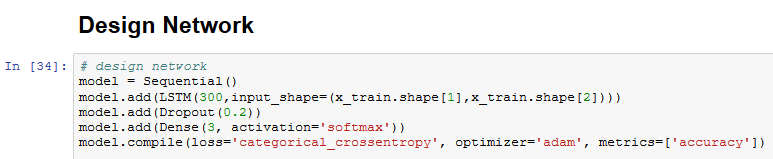 Design Network
In [34]: # design network
model = Sequential()
model.add(LSTM(300,input_shape=(x_train.shape[1],x_train.shape[2])))
model.add(Dropout(0.2))
model.add(Dense(3, activation='softmax'))
model.compile(loss='categorical_crossentropy', optimizer='adam', metrics=['accuracy'])